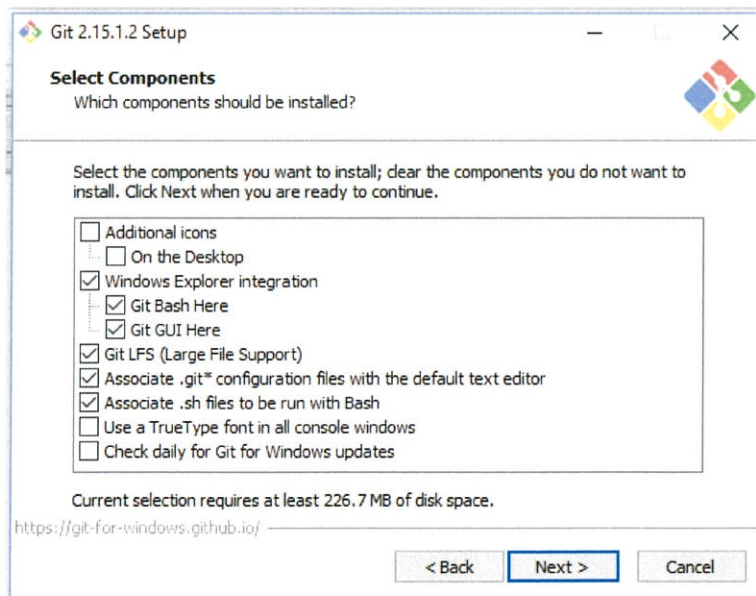 Git 2.15.1.2 Setup
Select Components
Which components should be installed?
Select the components you want to install; clear the components you do not want to
install. Click Next when you are ready to continue.
Additional icons
On the Desktop
Windows Explorer integration
Git Bash Here
Git GUI Here
Git LFS (Large File Support)
Associate .git* configuration files with the default text editor
Associate .sh files to be run with Bash
Use a TrueType font in all console windows
Check daily for Git for Windows updates
Current selection requires at least 226.7 MB of disk space.
https://git-for-windows.github.io/
< Back
Next >
Cancel